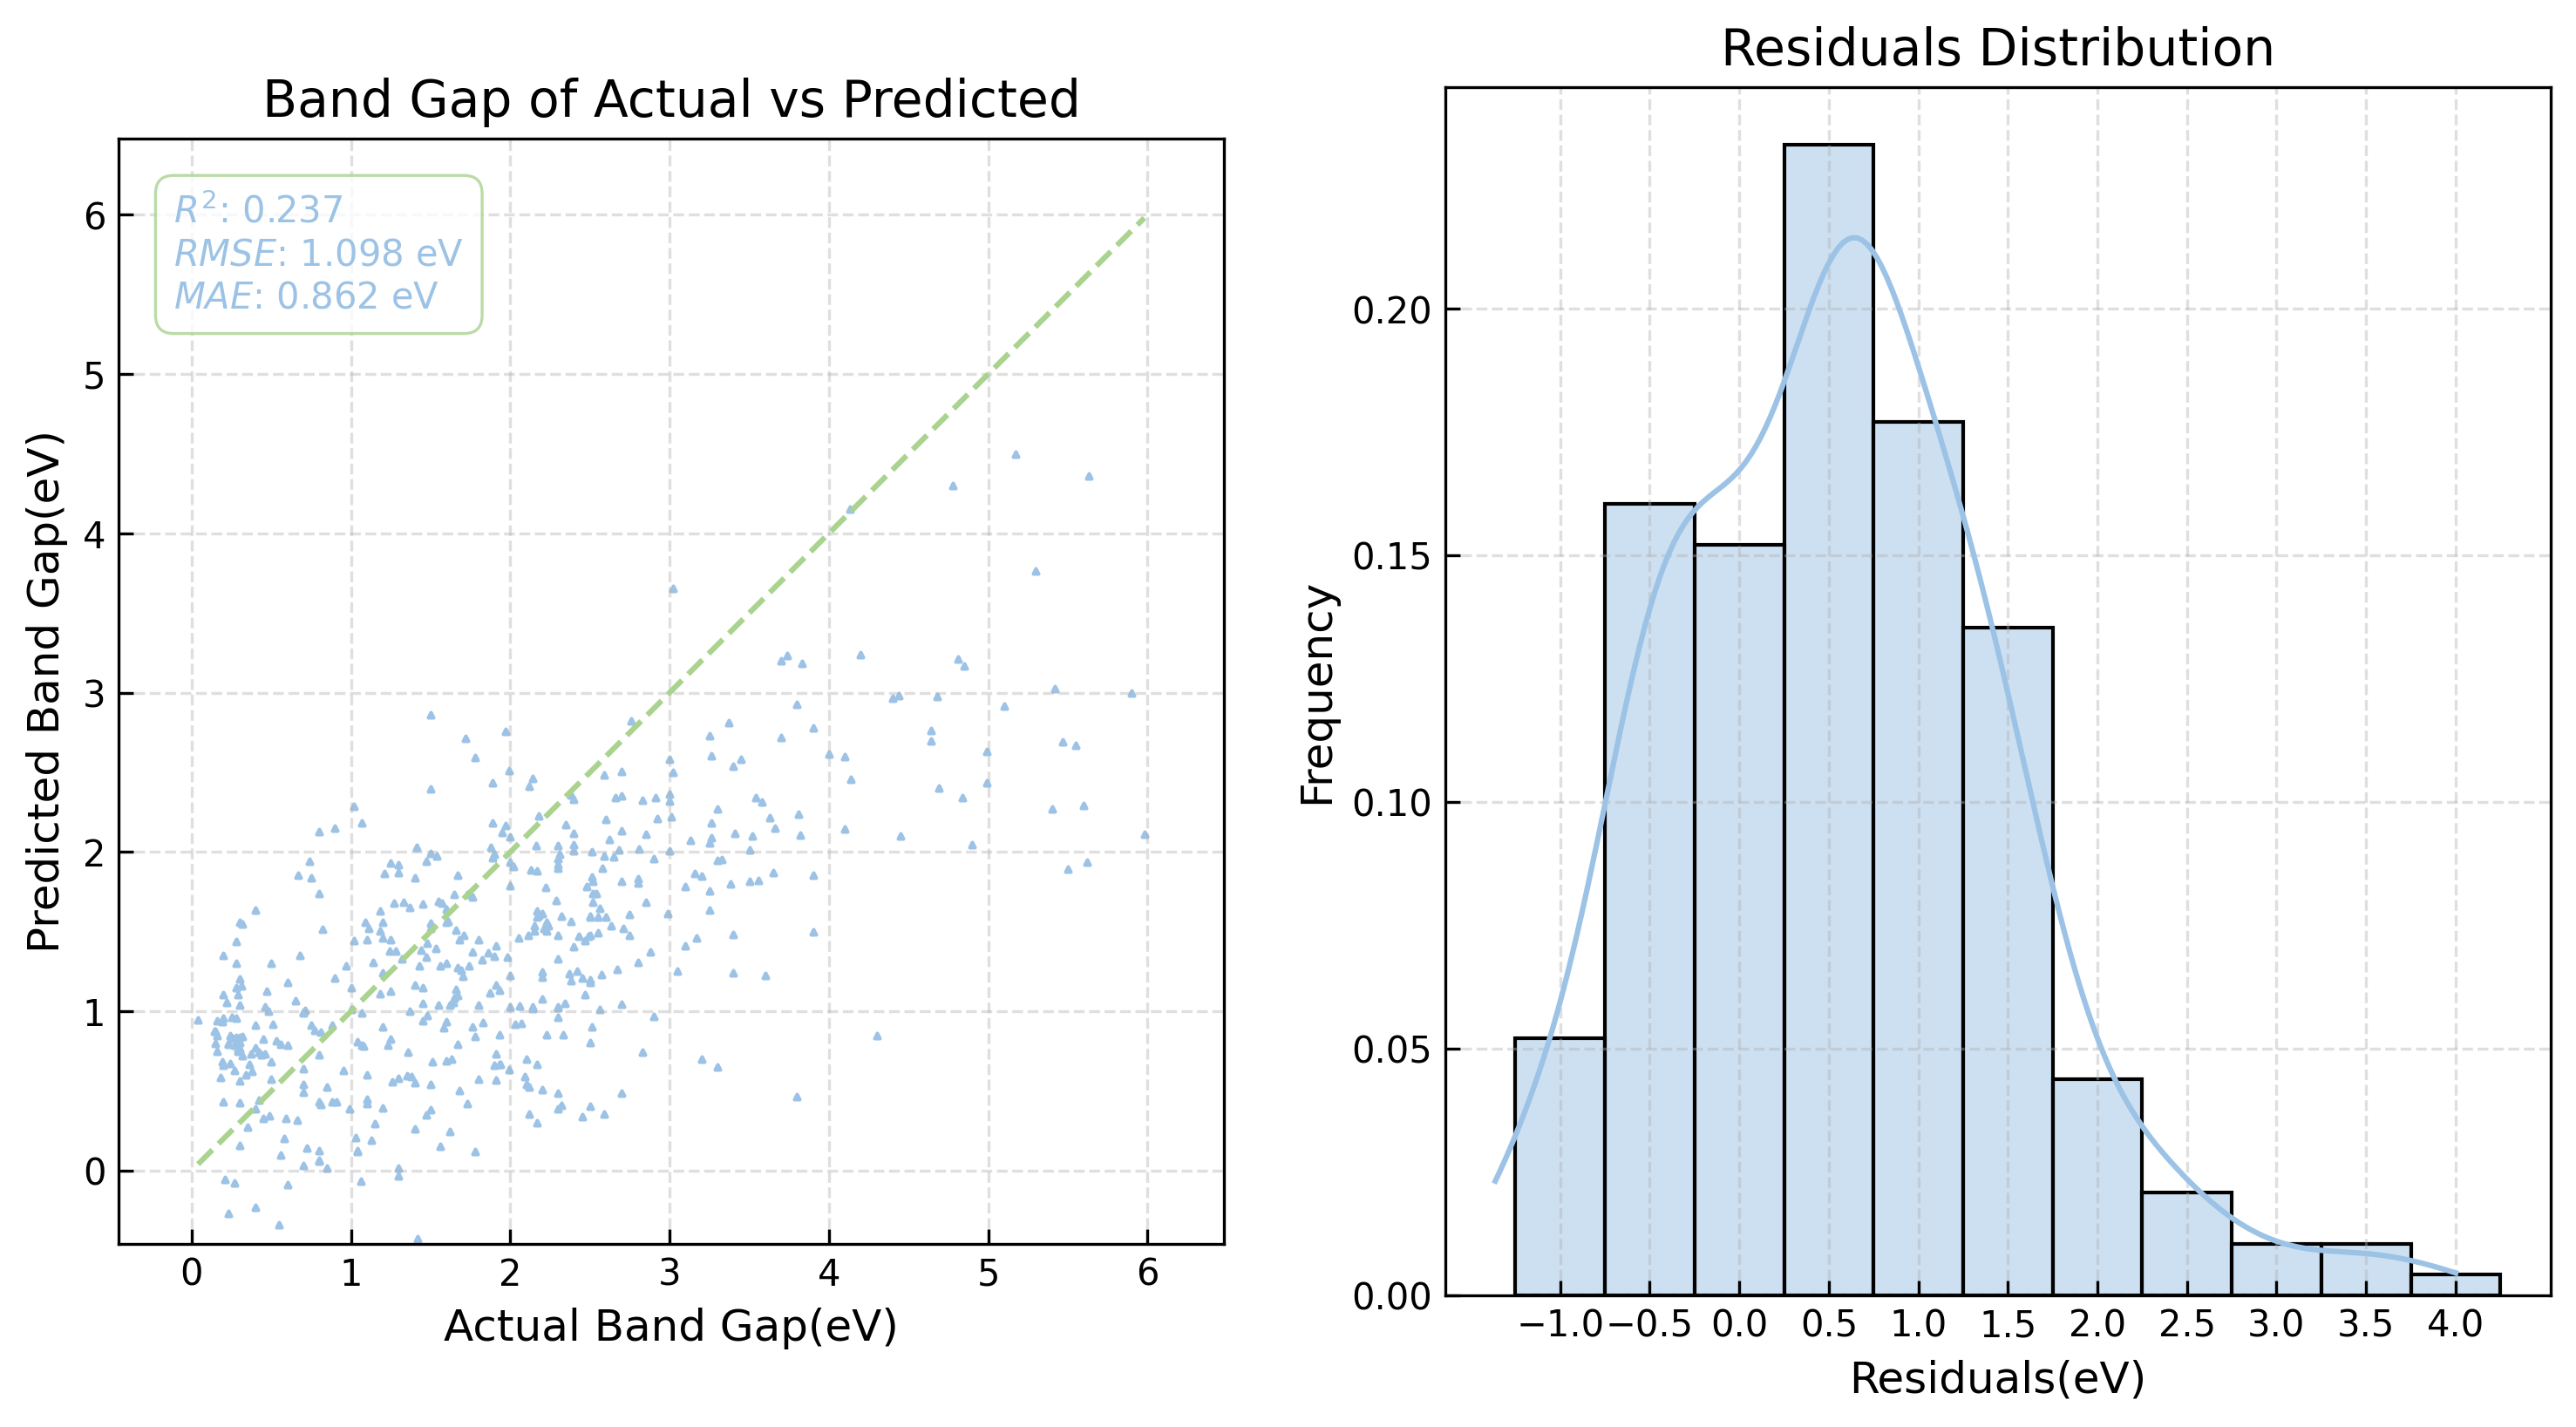 Band Gap of Actual vs Predicted
R²: 0.237
RMSE: 1.098 eV
MAE: 0.862 eV
6
5
4
3
2
1
0
Predicted Band Gap(eV)
0 1 2 3 4 5 6
Actual Band Gap(eV)
Residuals Distribution
0.20
0.15
0.10
0.05
0.00
Frequency
−1.0 −0.5 0.0 0.5 1.0 1.5 2.0 2.5 3.0 3.5 4.0
Residuals(eV)